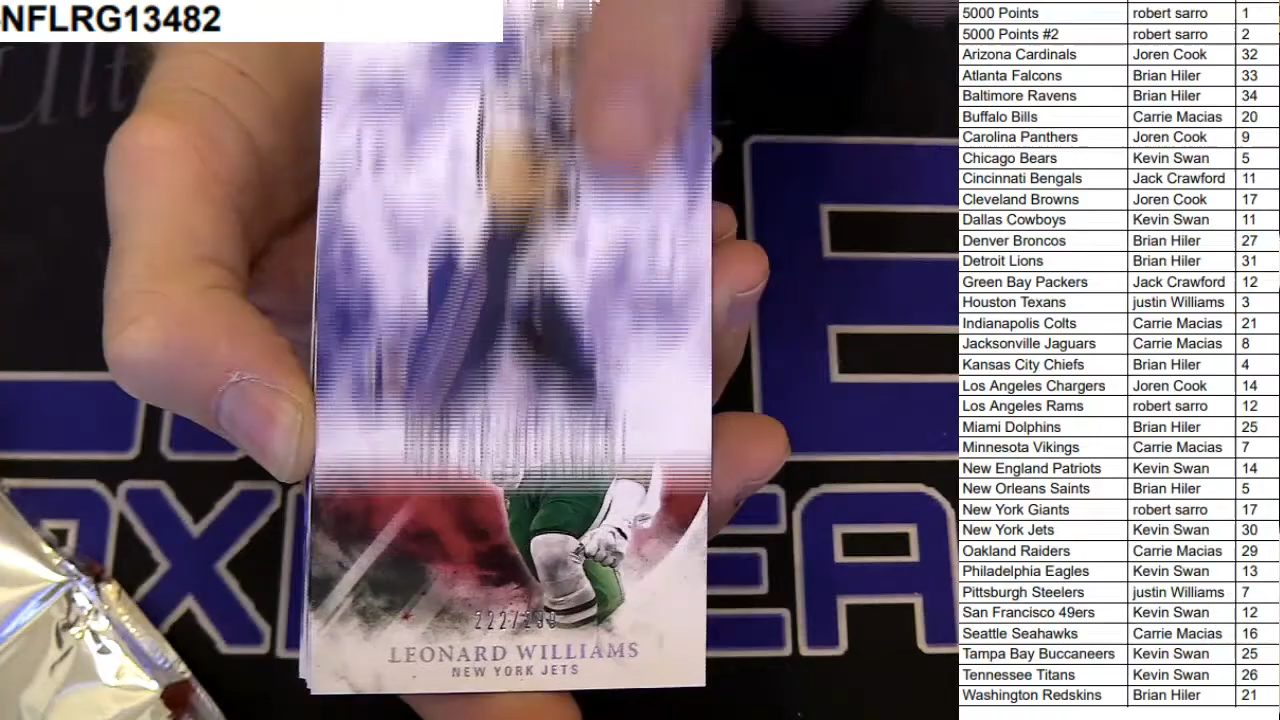 NFLRG13482
LEONARD WILLIAMS
NEW YORK JETS
5000 Points robert sarro 1
5000 Points #2 robert sarro 2
Arizona Cardinals Joren Cook 32
Atlanta Falcons Brian Hiler 33
Baltimore Ravens Brian Hiler 34
Buffalo Bills Carrie Macias 20
Carolina Panthers Joren Cook 9
Chicago Bears Kevin Swan 5
Cincinnati Bengals Jack Crawford 11
Cleveland Browns Joren Cook 17
Dallas Cowboys Kevin Swan 11
Denver Broncos Brian Hiler 27
Detroit Lions Brian Hiler 31
Green Bay Packers Jack Crawford 12
Houston Texans justin Williams 3
Indianapolis Colts Carrie Macias 21
Jacksonville Jaguars Carrie Macias 8
Kansas City Chiefs Brian Hiler 4
Los Angeles Chargers Joren Cook 14
Los Angeles Rams robert sarro 12
Miami Dolphins Brian Hiler 25
Minnesota Vikings Carrie Macias 7
New England Patriots Kevin Swan 14
New Orleans Saints Brian Hiler 5
New York Giants robert sarro 17
New York Jets Kevin Swan 30
Oakland Raiders Carrie Macias 29
Philadelphia Eagles Kevin Swan 13
Pittsburgh Steelers justin Williams 7
San Francisco 49ers Kevin Swan 12
Seattle Seahawks Carrie Macias 16
Tampa Bay Buccaneers Kevin Swan 25
Tennessee Titans Kevin Swan 26
Washington Redskins Brian Hiler 21